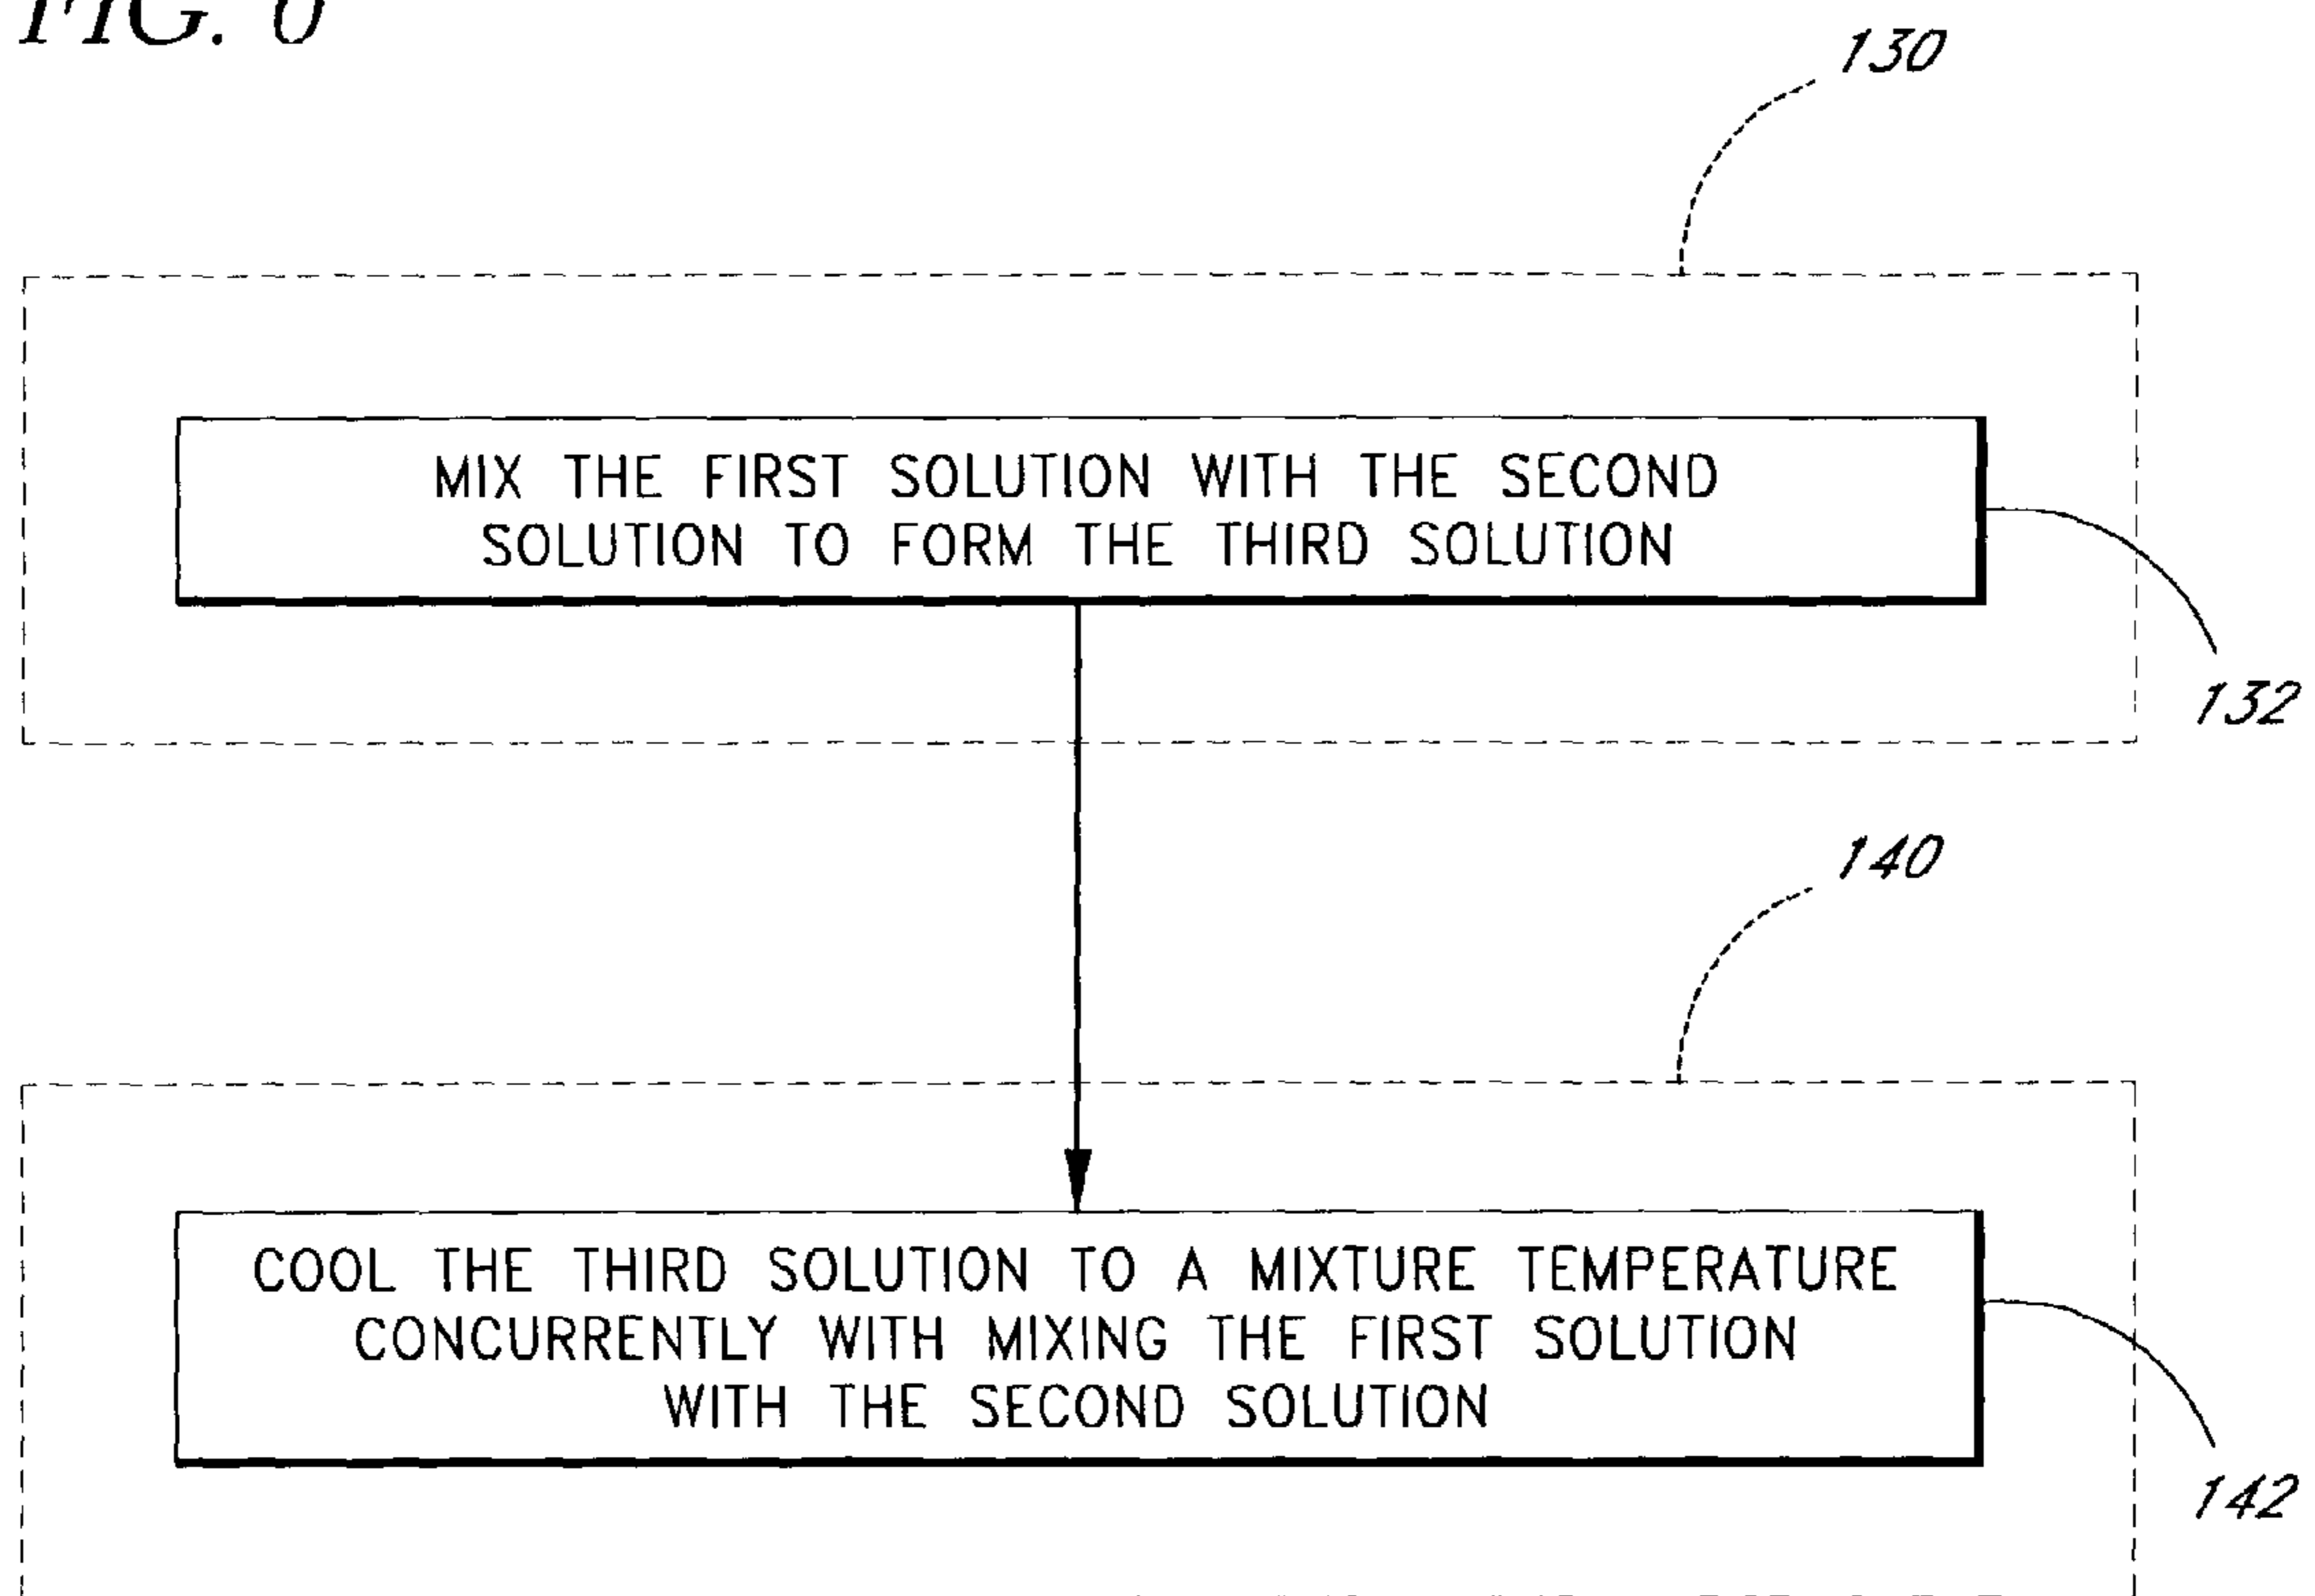 FIG.
130
MIX THE FIRST SOLUTION WITH THE SECOND
SOLUTION TO FORM THE THIRD SOLUTION
132
140
COOL THE THIRD SOLUTION TO A MIXTURE TEMPERATURE
CONCURRENTLY WITH MIXING THE FIRST SOLUTION
WITH THE SECOND SOLUTION
142